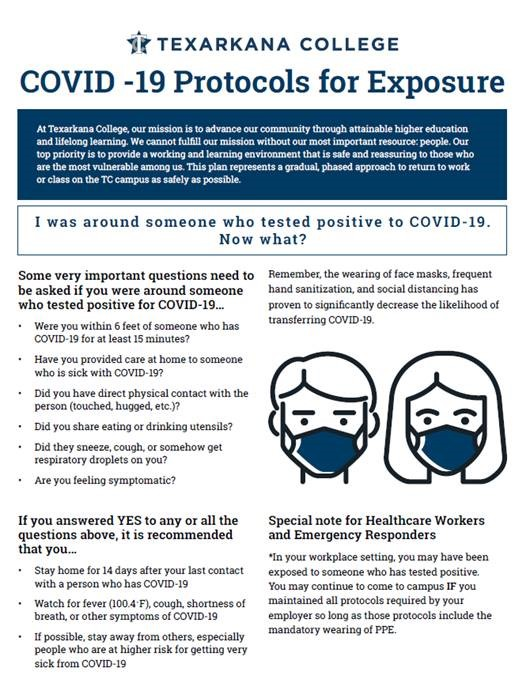 TEXARKANA COLLEGE
COVID -19 Protocols for Exposure
At Texarkana College, our mission is to advance our community through attainable higher education
and lifelong learning. We cannot fulfill our mission without our most important resource: people. Our
top priority is to provide a working and learning environment that is safe and reassuring to those who
are the most vulnerable among us. This plan represents a gradual, phased approach to return to work
or class on the TC campus as safely as possible.
I was around someone who tested positive to COVID-19.
Now what?
Some very important questions need to
be asked if you were around someone
who tested positive for COVID-19...
• Were you within 6 feet of someone who has
COVID-19 for at least 15 minutes?
• Have you provided care at home to someone
who is sick with COVID-19?
• Did you have direct physical contact with the
person (touched, hugged, etc.)?
• Did you share eating or drinking utensils?
• Did they sneeze, cough, or somehow get
respiratory droplets on you?
• Are you feeling symptomatic?
Remember, the wearing of face masks, frequent
hand sanitization, and social distancing has
proven to significantly decrease the likelihood of
transferring COVID-19.
If you answered YES to any or all the
questions above, it is recommended
that you...
• Stay home for 14 days after your last contact
with a person who has COVID-19
• Watch for fever (100.4◦F), cough, shortness of
breath, or other symptoms of COVID-19
• If possible, stay away from others, especially
people who are at higher risk for getting very
sick from COVID-19
Special note for Healthcare Workers
and Emergency Responders
*In your workplace setting, you may have been
exposed to someone who has tested positive.
You may continue to come to campus IF you
maintained all protocols required by your
employer so long as those protocols include the
mandatory wearing of PPE.